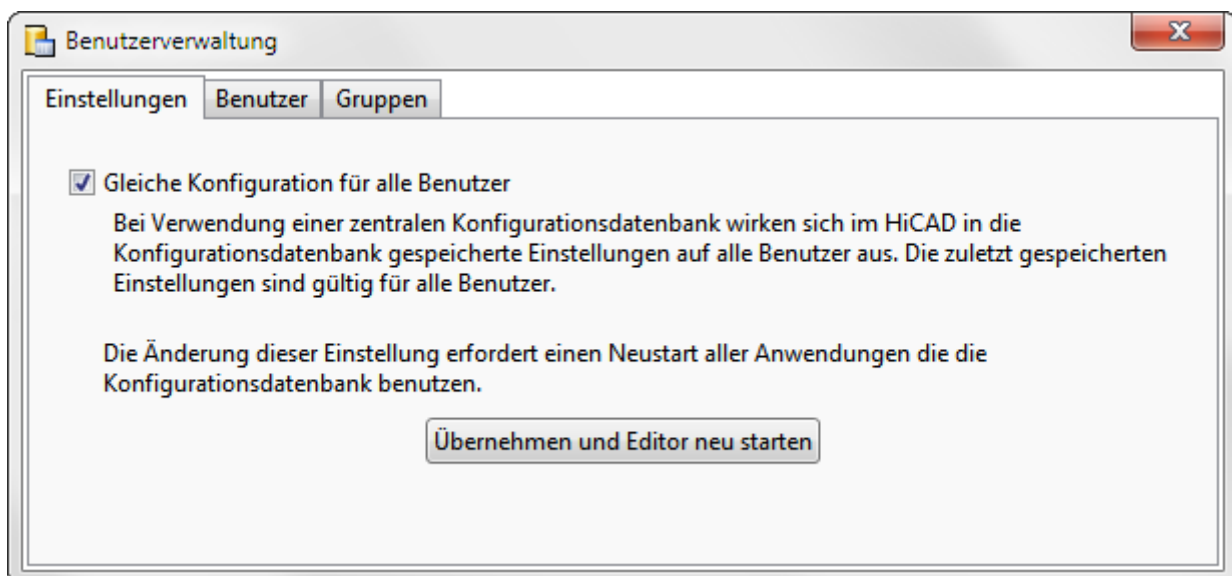 Benutzerverwaltung
Einstellungen Benutzer Gruppen
Gleiche Konfiguration für alle Benutzer
Bei Verwendung einer zentralen Konfigurationsdatenbank wirken sich im HiCAD in die
Konfigurationsdatenbank gespeicherte Einstellungen auf alle Benutzer aus. Die zuletzt gespeicherten
Einstellungen sind gültig für alle Benutzer.
Die Änderung dieser Einstellung erfordert einen Neustart aller Anwendungen die die
Konfigurationsdatenbank benutzen.
Übernehmen und Editor neu starten